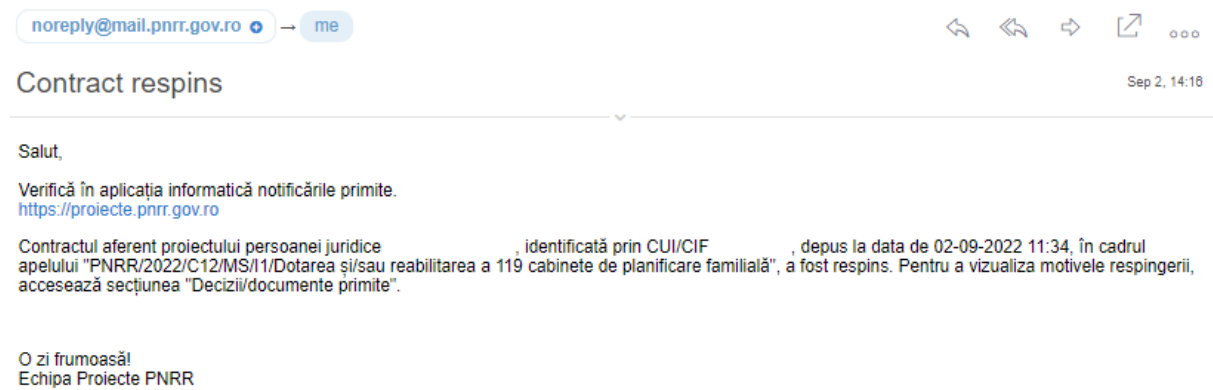 noreply@mail.pnrr.gov.ro → me
Contract respins
Sep 2, 14:16
Salut,
Verifică în aplicația informatică notificările primite.
https://proiecte.pnrr.gov.ro
Contractul aferent proiectului persoanei juridice , identificată prin CUI/CIF , depus la data de 02-09-2022 11:34, în cadrul
apelului "PNRR/2022/C12/MS/I1/Dotarea și/sau reabilitarea a 119 cabinete de planificare familială", a fost respins. Pentru a vizualiza motivele respingerii,
accesează secțiunea "Decizii/documente primite".
O zi frumoasă!
Echipa Proiecte PNRR